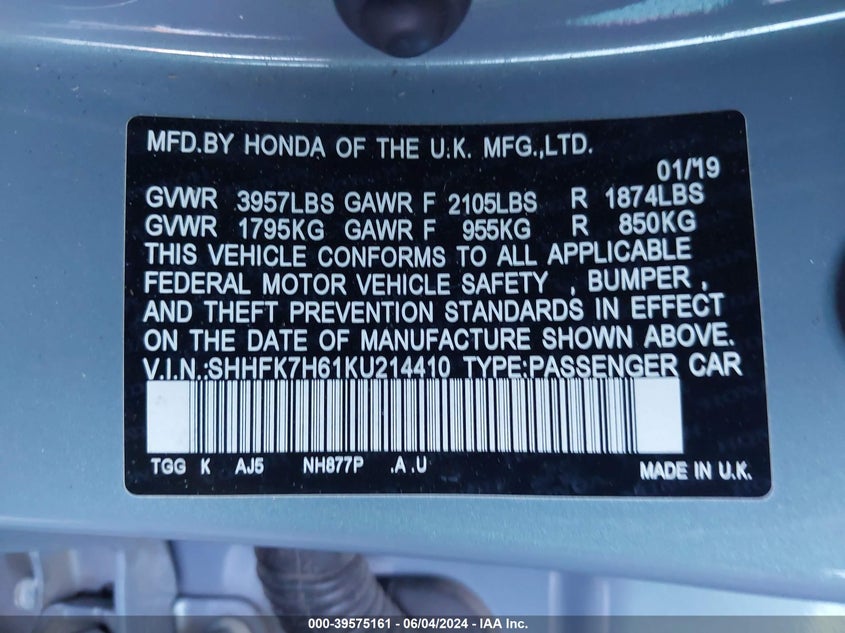 MFD.BY HONDA OF THE U.K. MFG.,LTD.
01/19
GVWR 3957LBS GAWR F 2105LBS R 1874LBS
GVWR 1795KG GAWR F 955KG R 850KG
THIS VEHICLE CONFORMS TO ALL APPLICABLE
FEDERAL MOTOR VEHICLE SAFETY , BUMPER ,
AND THEFT PREVENTION STANDARDS IN EFFECT
ON THE DATE OF MANUFACTURE SHOWN ABOVE.
V.I.N.:SHHFK7H61KU214410 TYPE:PASSENGER CAR
TGG K AJ5 NH877P .A .U
MADE IN U.K.
000-39575161 - 06/04/2024 - IAA Inc.